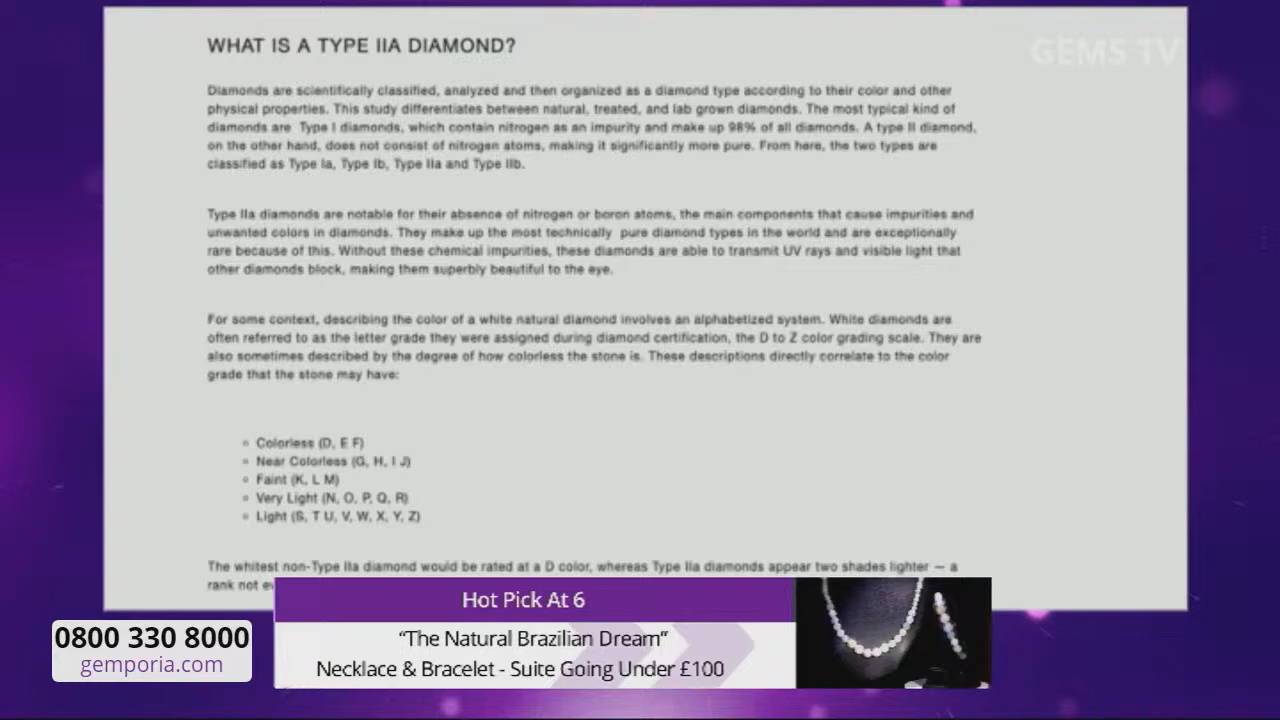 WHAT IS A TYPE IIA DIAMOND?
GEMS TV
Diamonds are scientifically classified, analyzed and then organized as a diamond type according to their color and other
physical properties. This study differentiates between natural, treated, and lab grown diamonds. The most typical kind of
diamonds are Type I diamonds, which contain nitrogen as an impurity and make up 98% of all diamonds. A type II diamond,
on the other hand, does not consist of nitrogen atoms, making it significantly more pure. From here, the two types are
classified as Type Ia, Type Ib, Type IIa and Type IIb.
Type IIa diamonds are notable for their absence of nitrogen or boron atoms, the main components that cause impurities and
unwanted colors in diamonds. They make up the most technically pure diamond types in the world and are exceptionally
rare because of this. Without these chemical impurities, these diamonds are able to transmit UV rays and visible light that
other diamonds block, making them superbly beautiful to the eye.
For some context, describing the color of a white natural diamond involves an alphabetized system. White diamonds are
often referred to as the letter grade they were assigned during diamond certification, the D to Z color grading scale. They are
also sometimes described by the degree of how colorless the stone is. These descriptions directly correlate to the color
grade that the stone may have:
Colorless (D, E F)
Near Colorless (G, H, I J)
Faint (K, L M)
Very Light (N, O, P, Q, R)
Light (S, T U, V, W, X, Y, Z)
The whitest non-Type IIa diamond would be rated at a D color, whereas Type IIa diamonds appear two shades lighter — a
rank not
Hot Pick At 6
"The Natural Brazilian Dream"
Necklace & Bracelet - Suite Going Under £100
0800 330 8000
gemporia.com